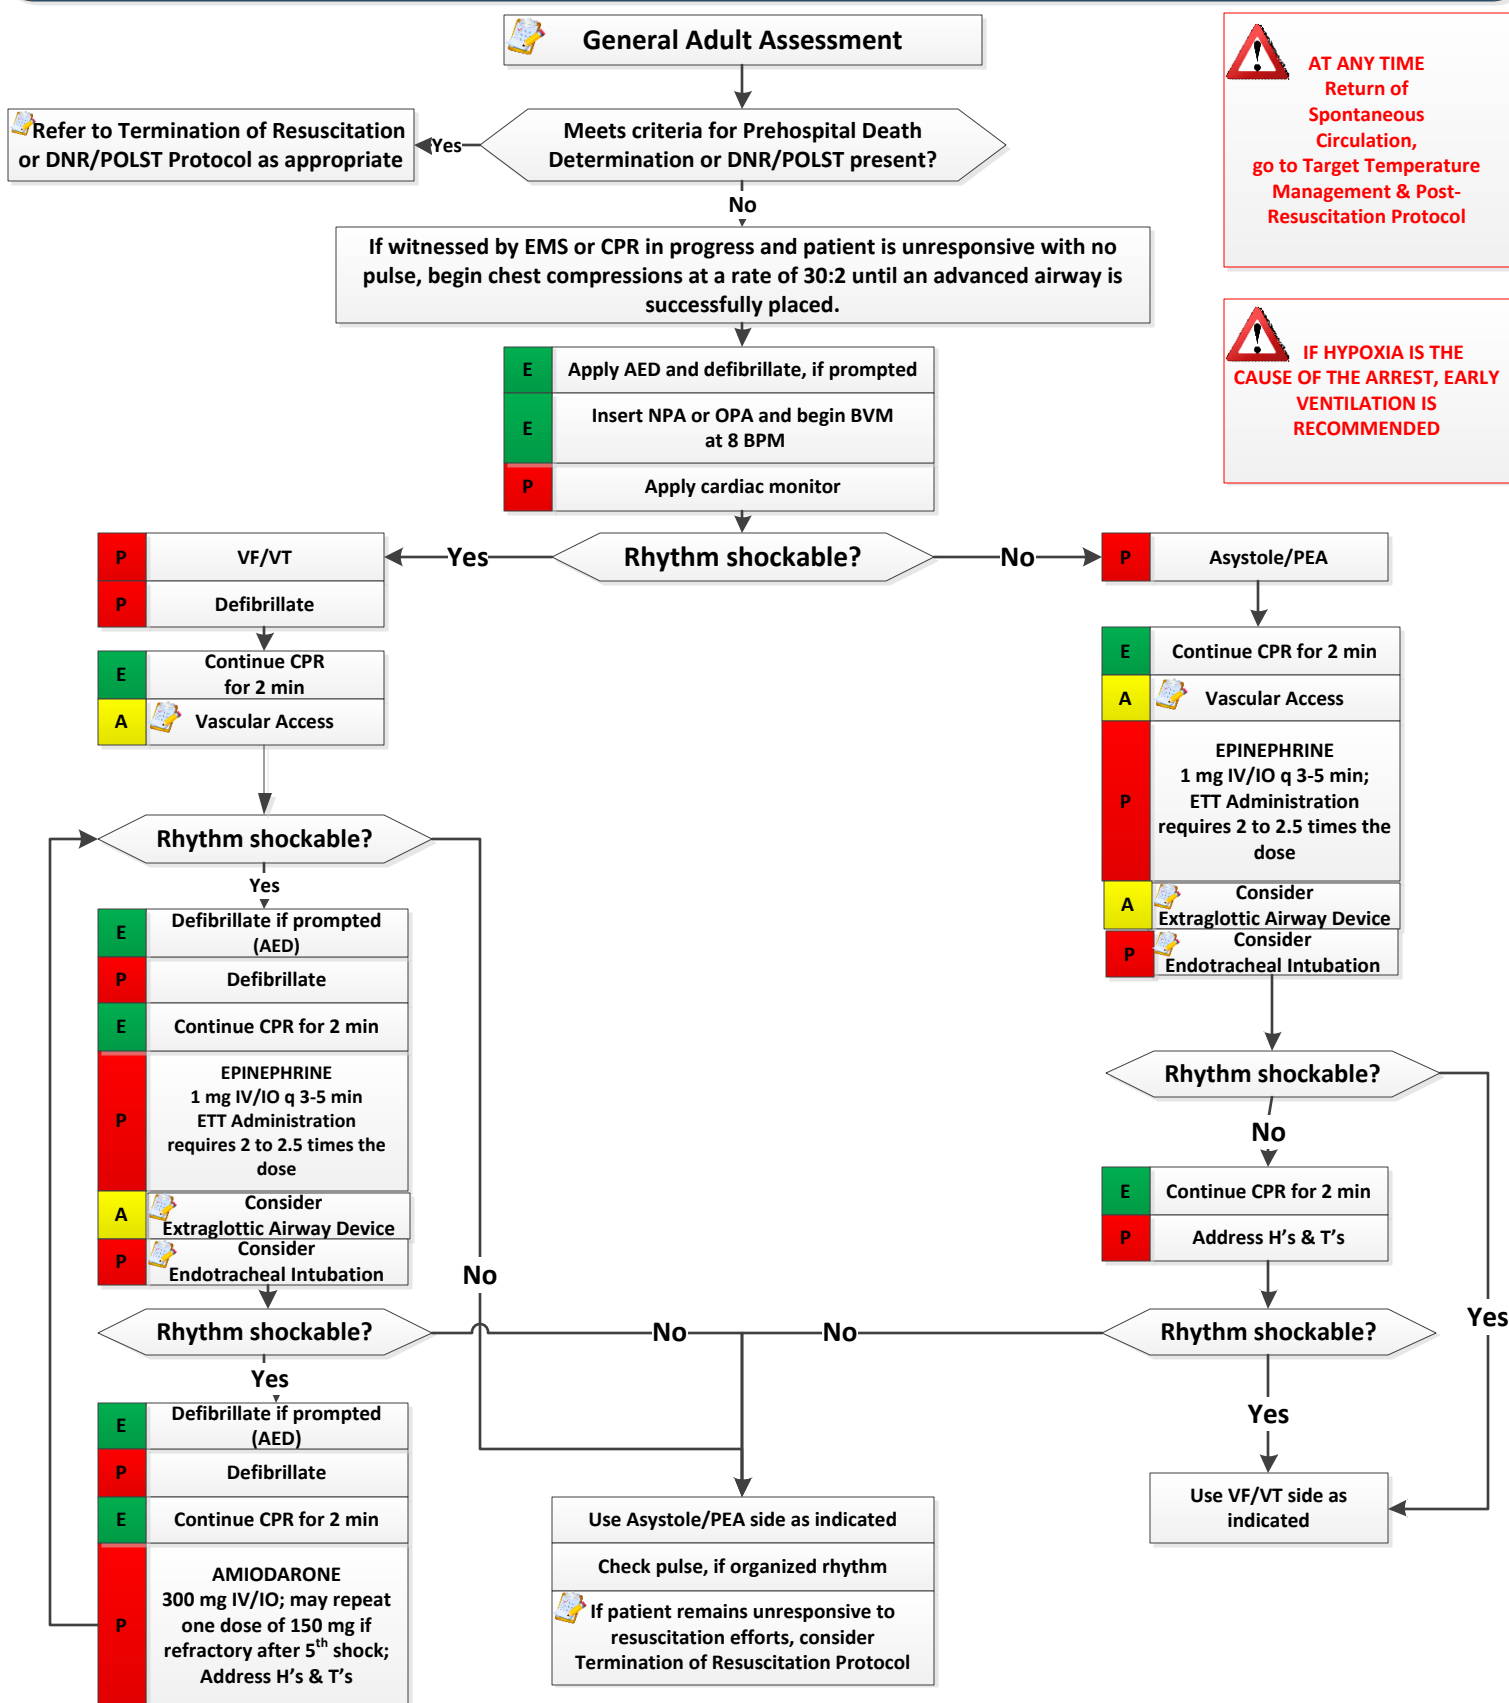 General Adult Assessment
AT ANY TIME
Return of
Spontaneous
Circulation,
go to Target Temperature
Management & Post-
Resuscitation Protocol
Refer to Termination of Resuscitation
or DNR/POLST Protocol as appropriate
Yes
Meets criteria for Prehospital Death
Determination or DNR/POLST present?
No
If witnessed by EMS or CPR in progress and patient is unresponsive with no
pulse, begin chest compressions at a rate of 30:2 until an advanced airway is
successfully placed.
IF HYPOXIA IS THE
CAUSE OF THE ARREST, EARLY
VENTILATION IS
RECOMMENDED
E Apply AED and defibrillate, if prompted
E Insert NPA or OPA and begin BVM
at 8 BPM
P Apply cardiac monitor
Rhythm shockable?
Yes
No
P VF/VT
P Defibrillate
E Continue CPR
for 2 min
A Vascular Access
Rhythm shockable?
Yes
No
E Defibrillate if prompted
(AED)
P Defibrillate
E Continue CPR for 2 min
P EPINEPHRINE
1 mg IV/IO q 3-5 min
ETT Administration
requires 2 to 2.5 times the
dose
A Consider
Extraglottic Airway Device
P Consider
Endotracheal Intubation
Rhythm shockable?
No
Yes
E Defibrillate if prompted
(AED)
P Defibrillate
E Continue CPR for 2 min
P AMIODARONE
300 mg IV/IO; may repeat
one dose of 150 mg if
refractory after 5th shock;
Address H's & T's
P Asystole/PEA
E Continue CPR for 2 min
A Vascular Access
P EPINEPHRINE
1 mg IV/IO q 3-5 min;
ETT Administration
requires 2 to 2.5 times the
dose
A Consider
Extraglottic Airway Device
P Consider
Endotracheal Intubation
Rhythm shockable?
No
Yes
E Continue CPR for 2 min
P Address H's & T's
Rhythm shockable?
No
Yes
Use VF/VT side as
indicated
Use Asystole/PEA side as indicated
Check pulse, if organized rhythm
If patient remains unresponsive to
resuscitation efforts, consider
Termination of Resuscitation Protocol